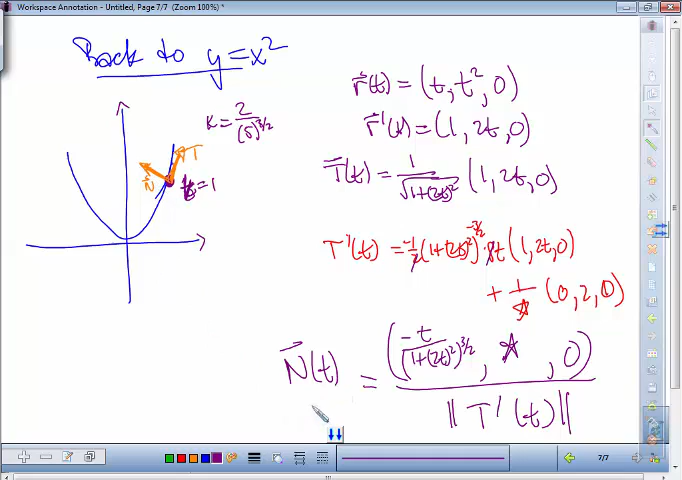 Workspace Annotation - Untitled, Page 7/7 Zoom 200% *
Back to y=x²
K = 2/(5)^3/2
T
N
t=1
r⃗(t) = (t, t², 0)
r⃗'(t) = (1, 2t, 0)
T⃗(t) = 1/√(1+(2t)²) (1, 2t, 0)
T'(t) = -1/2 (1+(2t)²)^-3/2 · 8t (1, 2t, 0)
+ 1/☆ (0, 2, 0)
N⃗(t) = (-t/(1+(2t)²)^3/2, ☆, 0) / ||T'(t)||
7/7